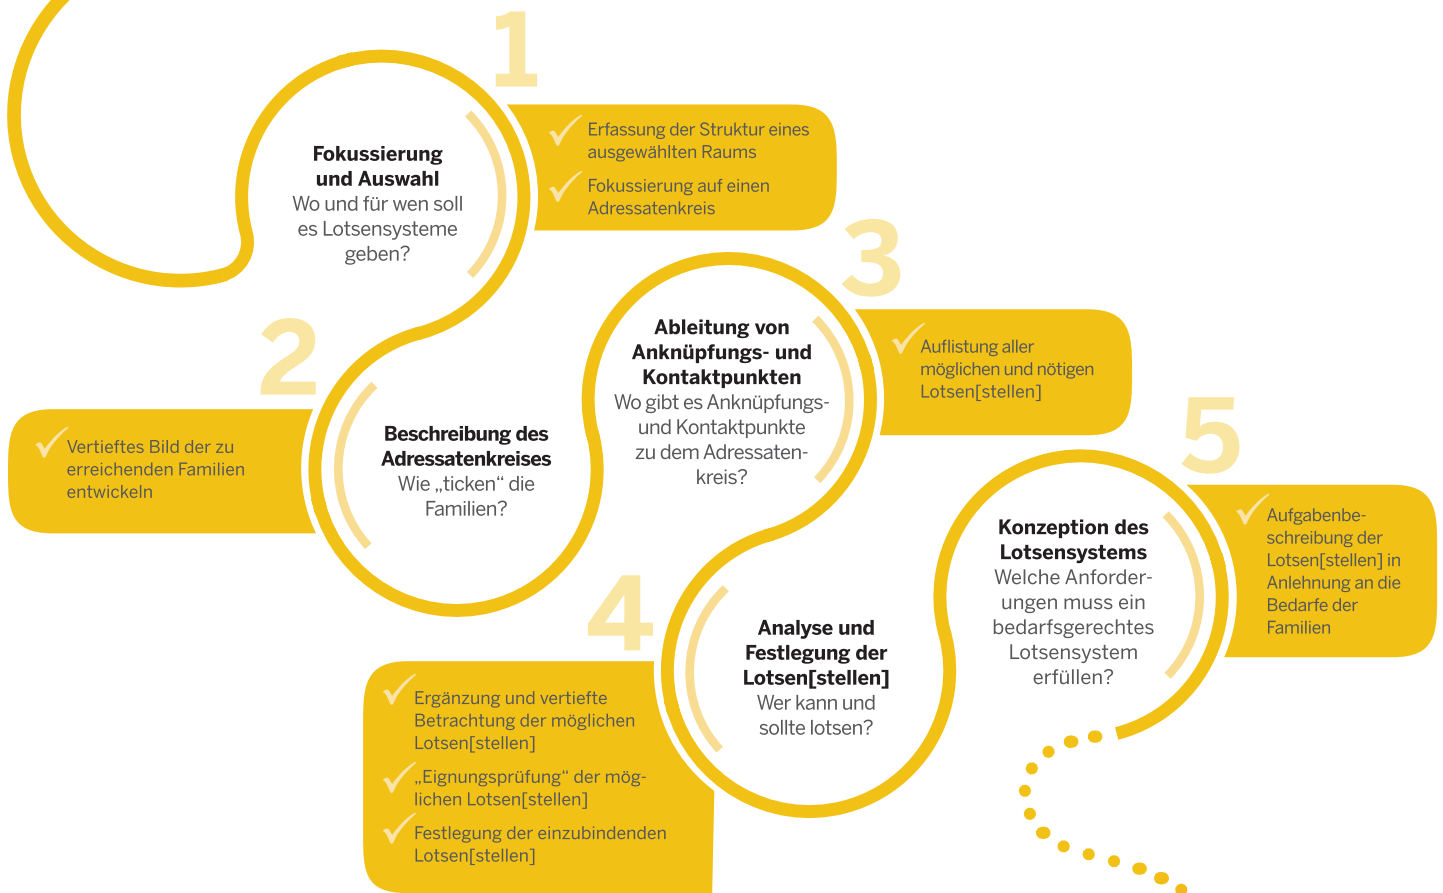 1
Fokussierung
und Auswahl
Wo und für wen soll
es Lotsensysteme
geben?
Erfassung der Struktur eines
ausgewählten Raums
Fokussierung auf einen
Adressatenkreis
2
Beschreibung des
Adressatenkreises
Wie „ticken“ die
Familien?
Vertieftes Bild der zu
erreichenden Familien
entwickeln
3
Ableitung von
Anknüpfungs- und
Kontaktpunkten
Wo gibt es Anknüpfungs-
und Kontaktpunkte
zu dem Adressaten-
kreis?
Auflistung aller
möglichen und nötigen
Lotsen[stellen]
4
Analyse und
Festlegung der
Lotsen[stellen]
Wer kann und
sollte lotsen?
Ergänzung und vertiefte
Betrachtung der möglichen
Lotsen[stellen]
„Eignungsprüfung“ der mög-
lichen Lotsen[stellen]
Festlegung der einzubindenden
Lotsen[stellen]
5
Konzeption des
Lotsensystems
Welche Anforder-
ungen muss ein
bedarfsgerechtes
Lotsensystem
erfüllen?
Aufgabenbe-
schreibung der
Lotsen[stellen] in
Anlehnung an die
Bedarfe der
Familien